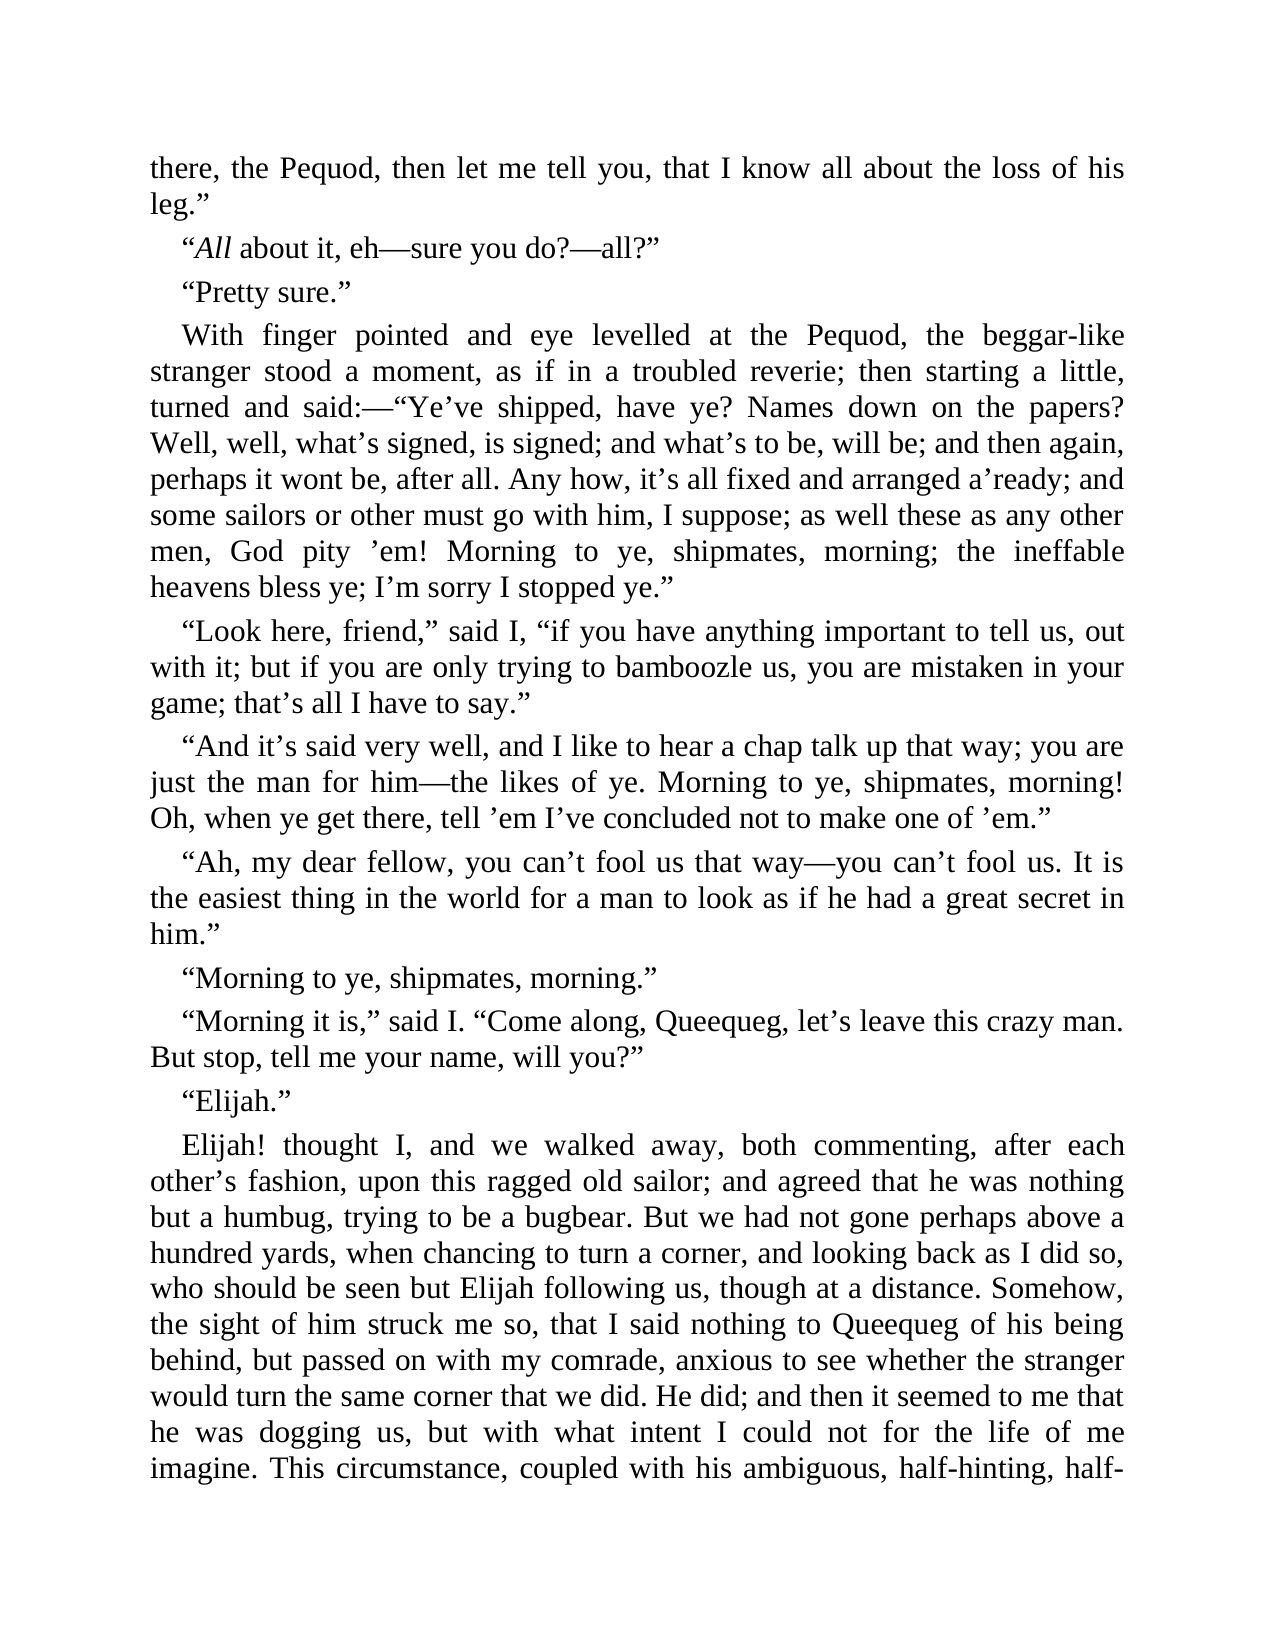 there, the Pequod, then let me tell you, that I know all about the loss of his
leg.”
“All about it, eh—sure you do?—all?”
“Pretty sure.”
With finger pointed and eye levelled at the Pequod, the beggar-like
stranger stood a moment, as if in a troubled reverie; then starting a little,
turned and said:—“Ye’ve shipped, have ye? Names down on the papers?
Well, well, what’s signed, is signed; and what’s to be, will be; and then again,
perhaps it wont be, after all. Any how, it’s all fixed and arranged a’ready; and
some sailors or other must go with him, I suppose; as well these as any other
men, God pity ’em! Morning to ye, shipmates, morning; the ineffable
heavens bless ye; I’m sorry I stopped ye.”
“Look here, friend,” said I, “if you have anything important to tell us, out
with it; but if you are only trying to bamboozle us, you are mistaken in your
game; that’s all I have to say.”
“And it’s said very well, and I like to hear a chap talk up that way; you are
just the man for him—the likes of ye. Morning to ye, shipmates, morning!
Oh, when ye get there, tell ’em I’ve concluded not to make one of ’em.”
“Ah, my dear fellow, you can’t fool us that way—you can’t fool us. It is
the easiest thing in the world for a man to look as if he had a great secret in
him.”
“Morning to ye, shipmates, morning.”
“Morning it is,” said I. “Come along, Queequeg, let’s leave this crazy man.
But stop, tell me your name, will you?”
“Elijah.”
Elijah! thought I, and we walked away, both commenting, after each
other’s fashion, upon this ragged old sailor; and agreed that he was nothing
but a humbug, trying to be a bugbear. But we had not gone perhaps above a
hundred yards, when chancing to turn a corner, and looking back as I did so,
who should be seen but Elijah following us, though at a distance. Somehow,
the sight of him struck me so, that I said nothing to Queequeg of his being
behind, but passed on with my comrade, anxious to see whether the stranger
would turn the same corner that we did. He did; and then it seemed to me that
he was dogging us, but with what intent I could not for the life of me
imagine. This circumstance, coupled with his ambiguous, half-hinting, half-